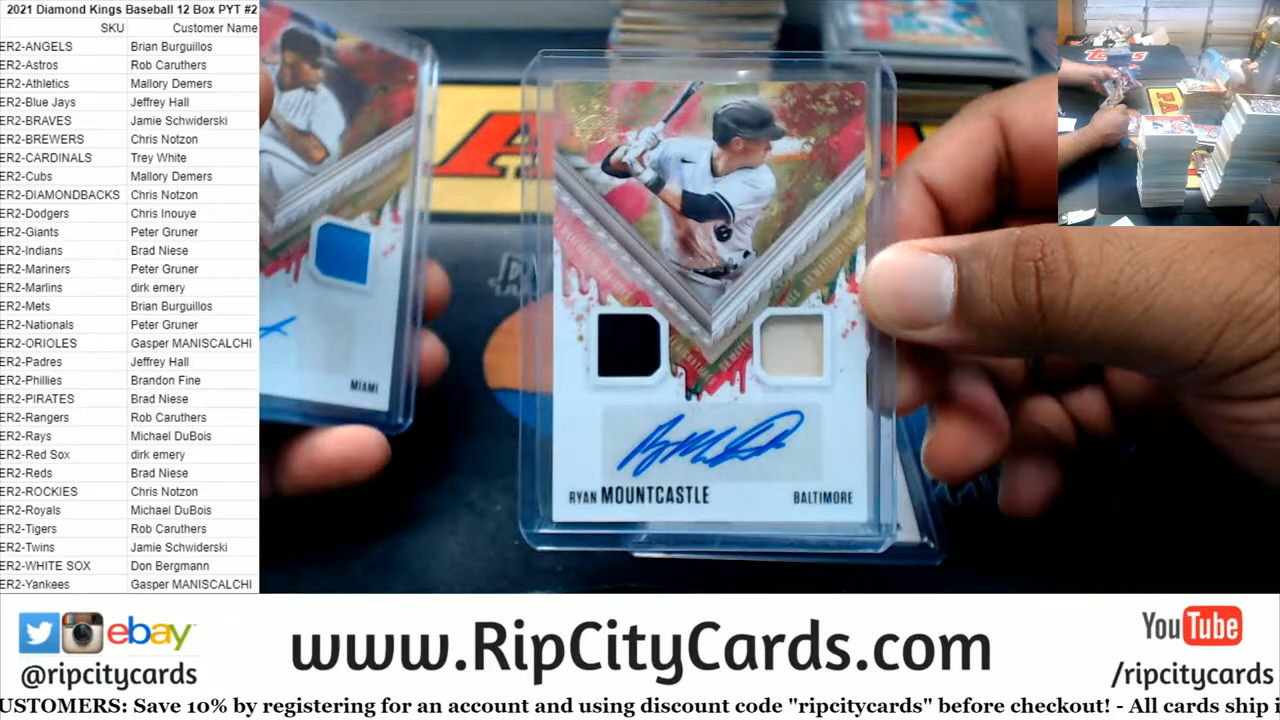 2021 Diamond Kings Baseball 12 Box PYT #2
SKU Customer Name
ER2-ANGELS Brian Burguillos
ER2-Astros Rob Caruthers
ER2-Athletics Mallory Demers
ER2-Blue Jays Jeffrey Hall
ER2-BRAVES Jamie Schwiderski
ER2-BREWERS Chris Notzon
ER2-CARDINALS Trey White
ER2-Cubs Mallory Demers
ER2-DIAMONDBACKS Chris Notzon
ER2-Dodgers Chris Inouye
ER2-Giants Peter Gruner
ER2-Indians Brad Niese
ER2-Mariners Peter Gruner
ER2-Marlins dirk emery
ER2-Mets Brian Burguillos
ER2-Nationals Peter Gruner
ER2-ORIOLES Gasper MANISCALCHI
ER2-Padres Jeffrey Hall
ER2-Phillies Brandon Fine
ER2-PIRATES Brad Niese
ER2-Rangers Rob Caruthers
ER2-Rays Michael DuBois
ER2-Red Sox dirk emery
ER2-Reds Brad Niese
ER2-ROCKIES Chris Notzon
ER2-Royals Michael DuBois
ER2-Tigers Rob Caruthers
ER2-Twins Jamie Schwiderski
ER2-WHITE SOX Don Bergmann
ER2-Yankees Gasper MANISCALCHI
MIAMI
RYAN MOUNTCASTLE BALTIMORE
ebay
@ripcitycards
www.RipCityCards.com
YouTube
/ripcitycards
USTOMERS: Save 10% by registering for an account and using discount code "ripcitycards" before checkout! - All cards ship